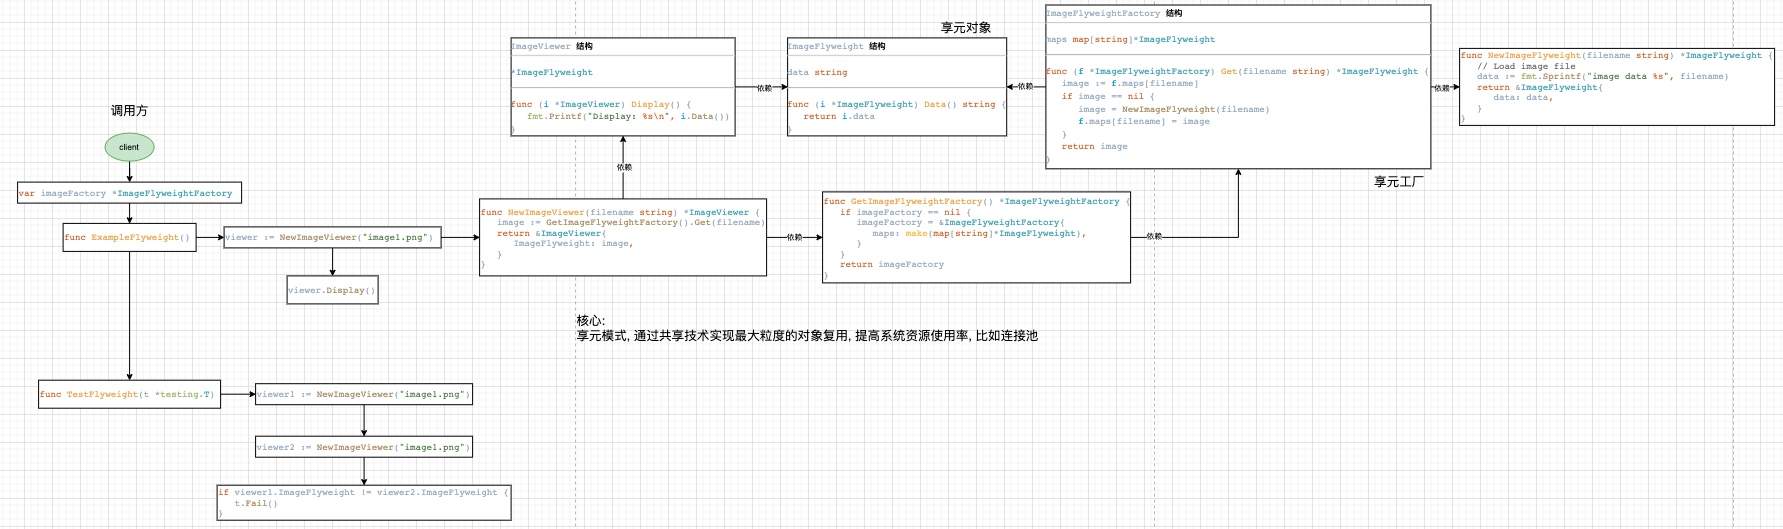 调用方
client
var imageFactory *ImageFlyweightFactory
func ExampleFlyweight()
viewer := NewImageViewer("image1.png")
viewer.Display()
func TestFlyweight(t *testing.T)
viewer1 := NewImageViewer("image1.png")
viewer2 := NewImageViewer("image1.png")
if viewer1.ImageFlyweight != viewer2.ImageFlyweight {
t.Fail()
}
ImageViewer 结构
*ImageFlyweight
func (i *ImageViewer) Display() {
fmt.Printf("Display: %s\n", i.Data())
}
依赖
依赖
func NewImageViewer(filename string) *ImageViewer {
image := GetImageFlyweightFactory().Get(filename)
return &ImageViewer{
ImageFlyweight: image,
}
}
依赖
享元对象
ImageFlyweight 结构
data string
func (i *ImageFlyweight) Data() string {
return i.data
}
依赖
func GetImageFlyweightFactory() *ImageFlyweightFactory {
if imageFactory == nil {
imageFactory = &ImageFlyweightFactory{
maps: make(map[string]*ImageFlyweight),
}
}
return imageFactory
}
依赖
ImageFlyweightFactory 结构
maps map[string]*ImageFlyweight
func (f *ImageFlyweightFactory) Get(filename string) *ImageFlyweight {
image := f.maps[filename]
if image == nil {
image = NewImageFlyweight(filename)
f.maps[filename] = image
}
return image
}
享元工厂
依赖
func NewImageFlyweight(filename string) *ImageFlyweight {
// Load image file
data := fmt.Sprintf("image data %s", filename)
return &ImageFlyweight{
data: data,
}
}
核心:
享元模式, 通过共享技术实现最大粒度的对象复用, 提高系统资源使用率, 比如连接池